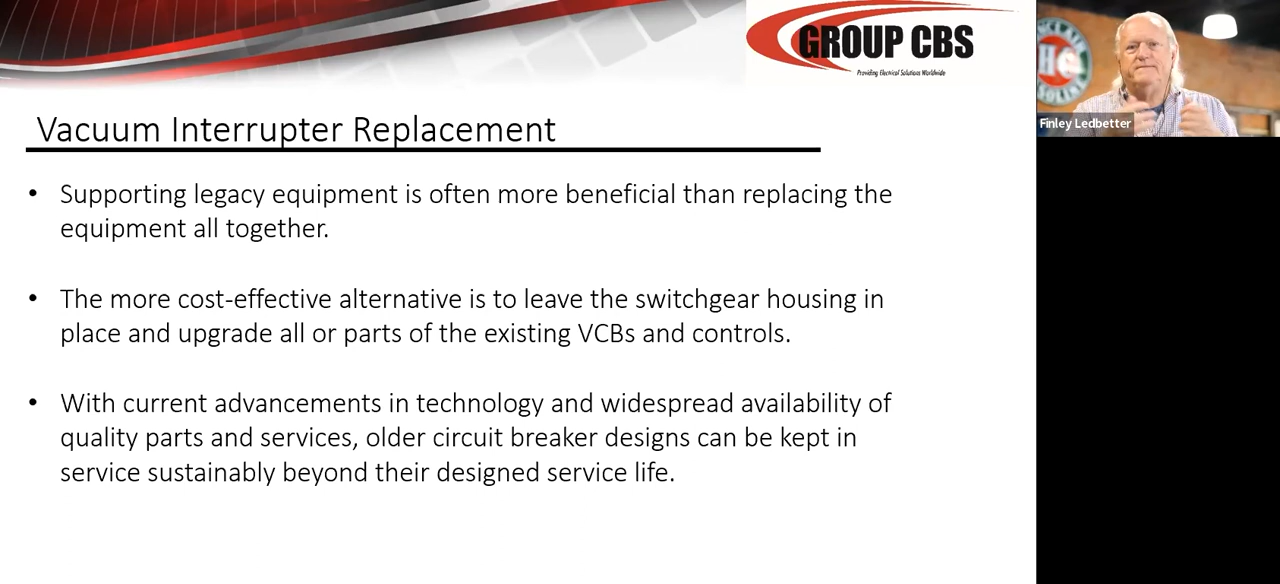 GROUP CBS
Providing Electrical Solutions Worldwide
Finley Ledbetter
Vacuum Interrupter Replacement
• Supporting legacy equipment is often more beneficial than replacing the
equipment all together.
• The more cost-effective alternative is to leave the switchgear housing in
place and upgrade all or parts of the existing VCBs and controls.
• With current advancements in technology and widespread availability of
quality parts and services, older circuit breaker designs can be kept in
service sustainably beyond their designed service life.